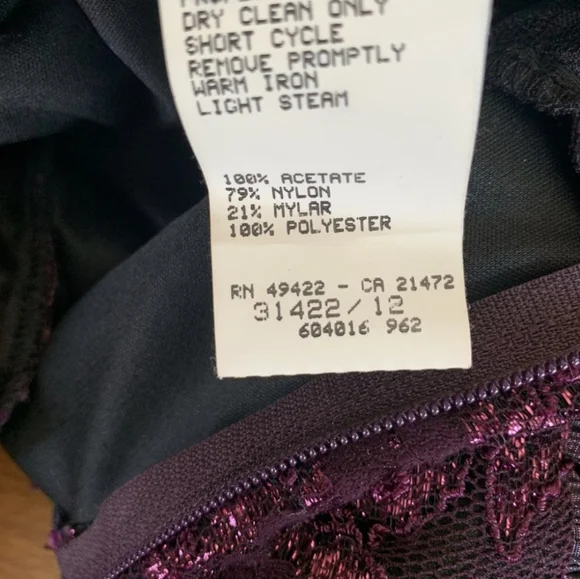 DRY CLEAN ONLY
SHORT CYCLE
REMOVE PROMPTLY
WARM IRON
LIGHT STEAM
100% ACETATE
79% NYLON
21% MYLAR
100% POLYESTER
RN 49422 - CA 21472
31422/12
604016 962